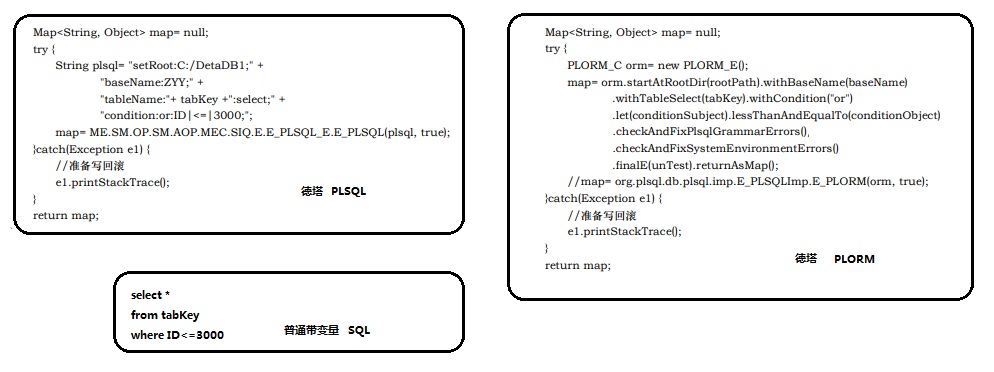 Map<String, Object> map= null;
try {
String plsql= "setRoot:C:/DetaDB1;" +
"baseName:ZYY;" +
"tableName:"+ tabKey +":select;" +
"condition:or:ID|<=|3000;";
map= ME.SM.OP.SM.AOP.MEC.SIQ.E.E_PLSQL_E.E_PLSQL(plsql, true);
}catch(Exception e1) {
//准备写回滚
e1.printStackTrace();
德塔 PLSQL
}
return map;
select *
from tabKey
where ID<=3000
普通带变量 SQL
Map<String, Object> map= null;
try {
PLORM_C orm= new PLORM_E();
map= orm.startAtRootDir(rootPath).withBaseName(baseName)
.withTableSelect(tabKey).withCondition("or")
.let(conditionSubject).lessThanAndEqualTo(conditionObject)
.checkAndFixPlsqlGrammarErrors(),
.checkAndFixSystemEnvironmentErrors()
.finalE(unTest).returnAsMap();
//map= org.plsql.db.plsql.imp.E_PLSQLImp.E_PLORM(orm, true);
}catch(Exception e1) {
//准备写回滚
e1.printStackTrace();
}
德塔 PLORM
return map;